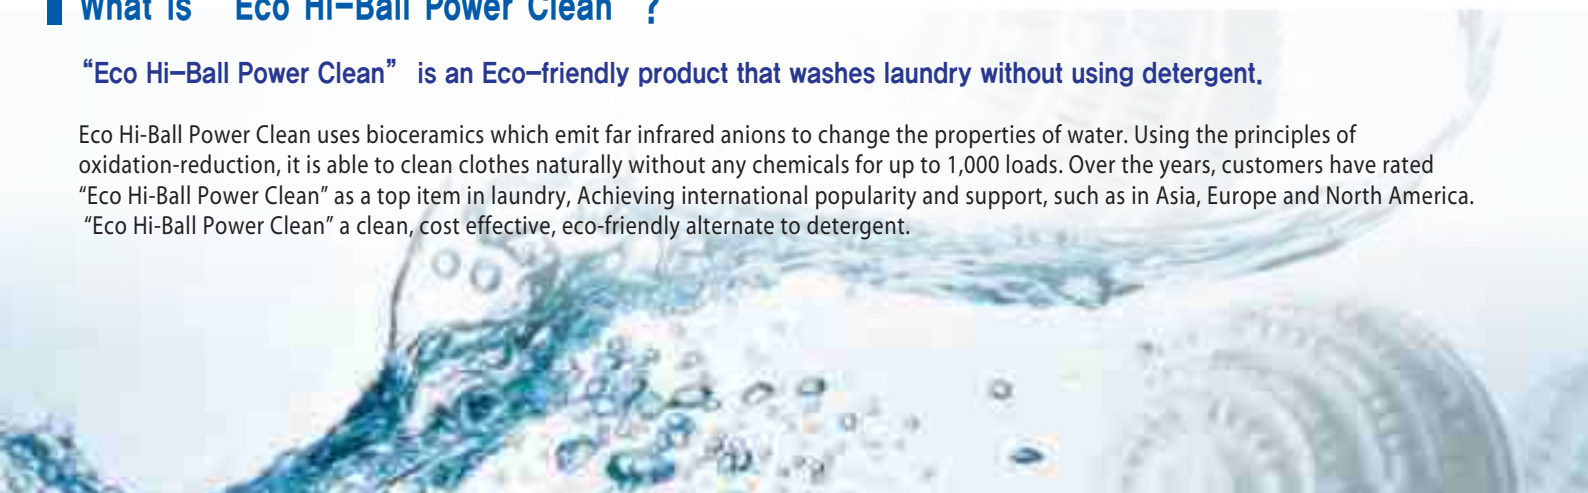 What is “Eco Hi-Ball Power Clean”?
“Eco Hi-Ball Power Clean” is an Eco-friendly product that washes laundry without using detergent.
Eco Hi-Ball Power Clean uses bioceramics which emit far infrared anions to change the properties of water. Using the principles of
oxidation-reduction, it is able to clean clothes naturally without any chemicals for up to 1,000 loads. Over the years, customers have rated
“Eco Hi-Ball Power Clean” as a top item in laundry, Achieving international popularity and support, such as in Asia, Europe and North America.
“Eco Hi-Ball Power Clean” a clean, cost effective, eco-friendly alternate to detergent.